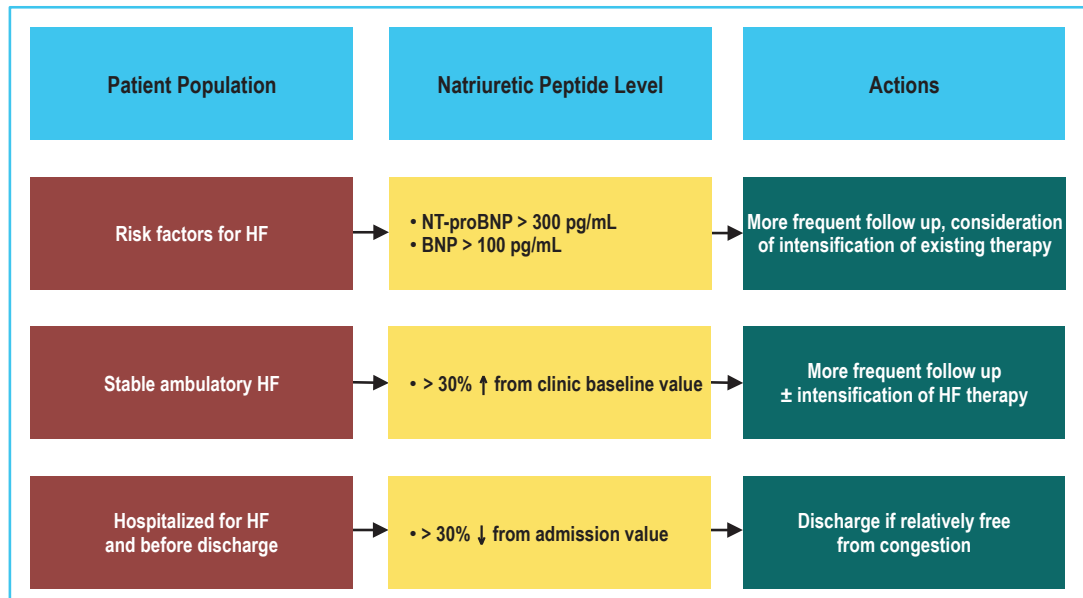 Patient Population
Natriuretic Peptide Level
Actions
Risk factors for HF
• NT-proBNP > 300 pg/mL
• BNP > 100 pg/mL
More frequent follow up, consideration
of intensification of existing therapy
Stable ambulatory HF
• > 30% ↑ from clinic baseline value
More frequent follow up
± intensification of HF therapy
Hospitalized for HF
and before discharge
• > 30% ↓ from admission value
Discharge if relatively free
from congestion